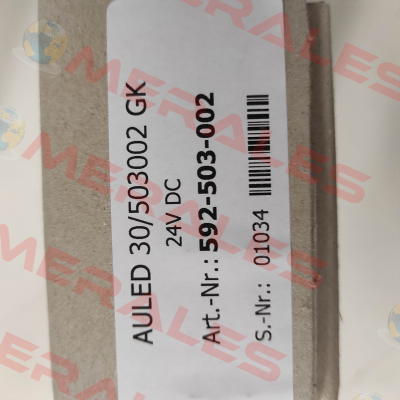 AULED 30/503002 GK
24V DC
Art.-Nr.: 592-503-002
S.-Nr.: 01034
MERALES
MERALES
MERALES